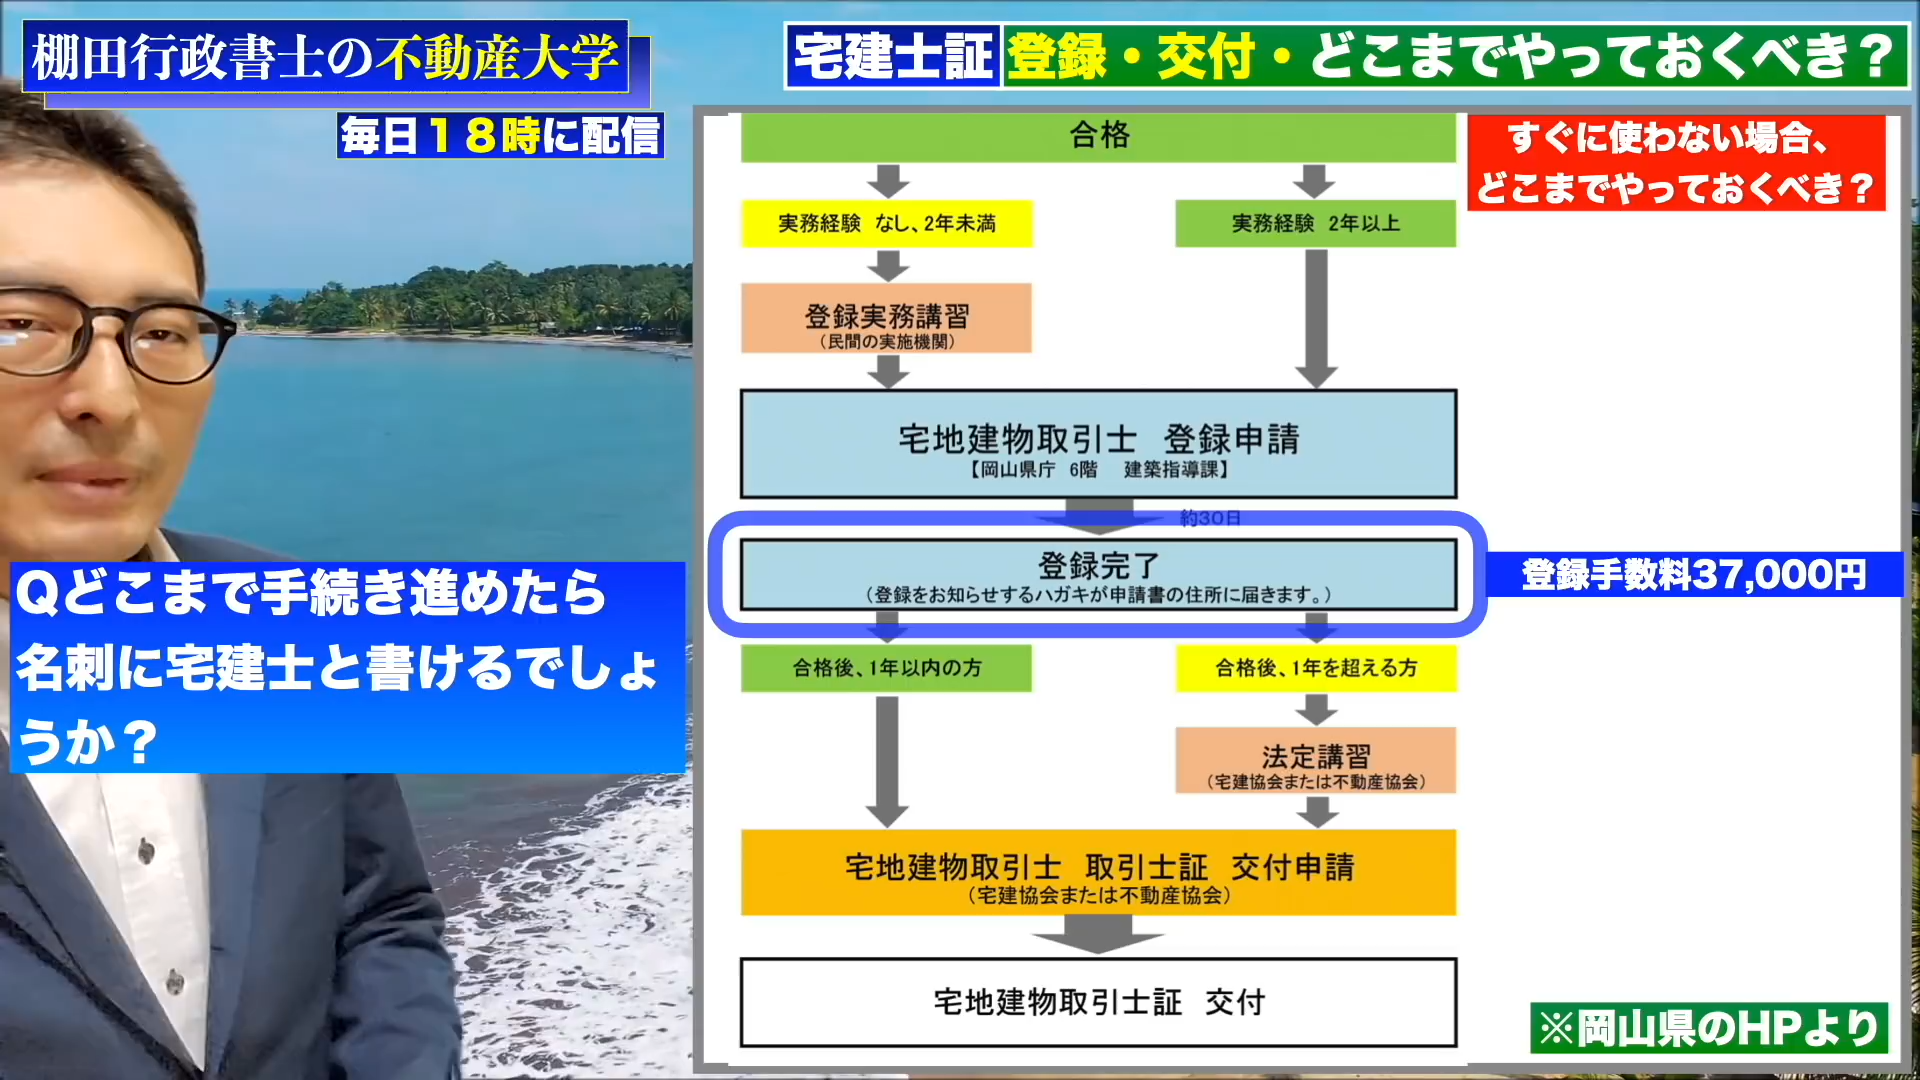 棚田行政書士の不動産大学
毎日１８時に配信
宅建士証 登録・交付・どこまでやっておくべき？
すぐに使わない場合、
どこまでやっておくべき？
合格
実務経験 なし、2年未満
実務経験 2年以上
登録実務講習
（民間の実施機関）
宅地建物取引士 登録申請
【岡山県庁 6階 建築指導課】
約30日
登録完了
（登録をお知らせするハガキが申請書の住所に届きます。）
登録手数料37,000円
合格後、1年以内の方
合格後、1年を超える方
法定講習
（宅建協会または不動産協会）
宅地建物取引士 取引士証 交付申請
（宅建協会または不動産協会）
宅地建物取引士証 交付
※岡山県のHPより
Qどこまで手続き進めたら
名刺に宅建士と書けるでしょ
うか？